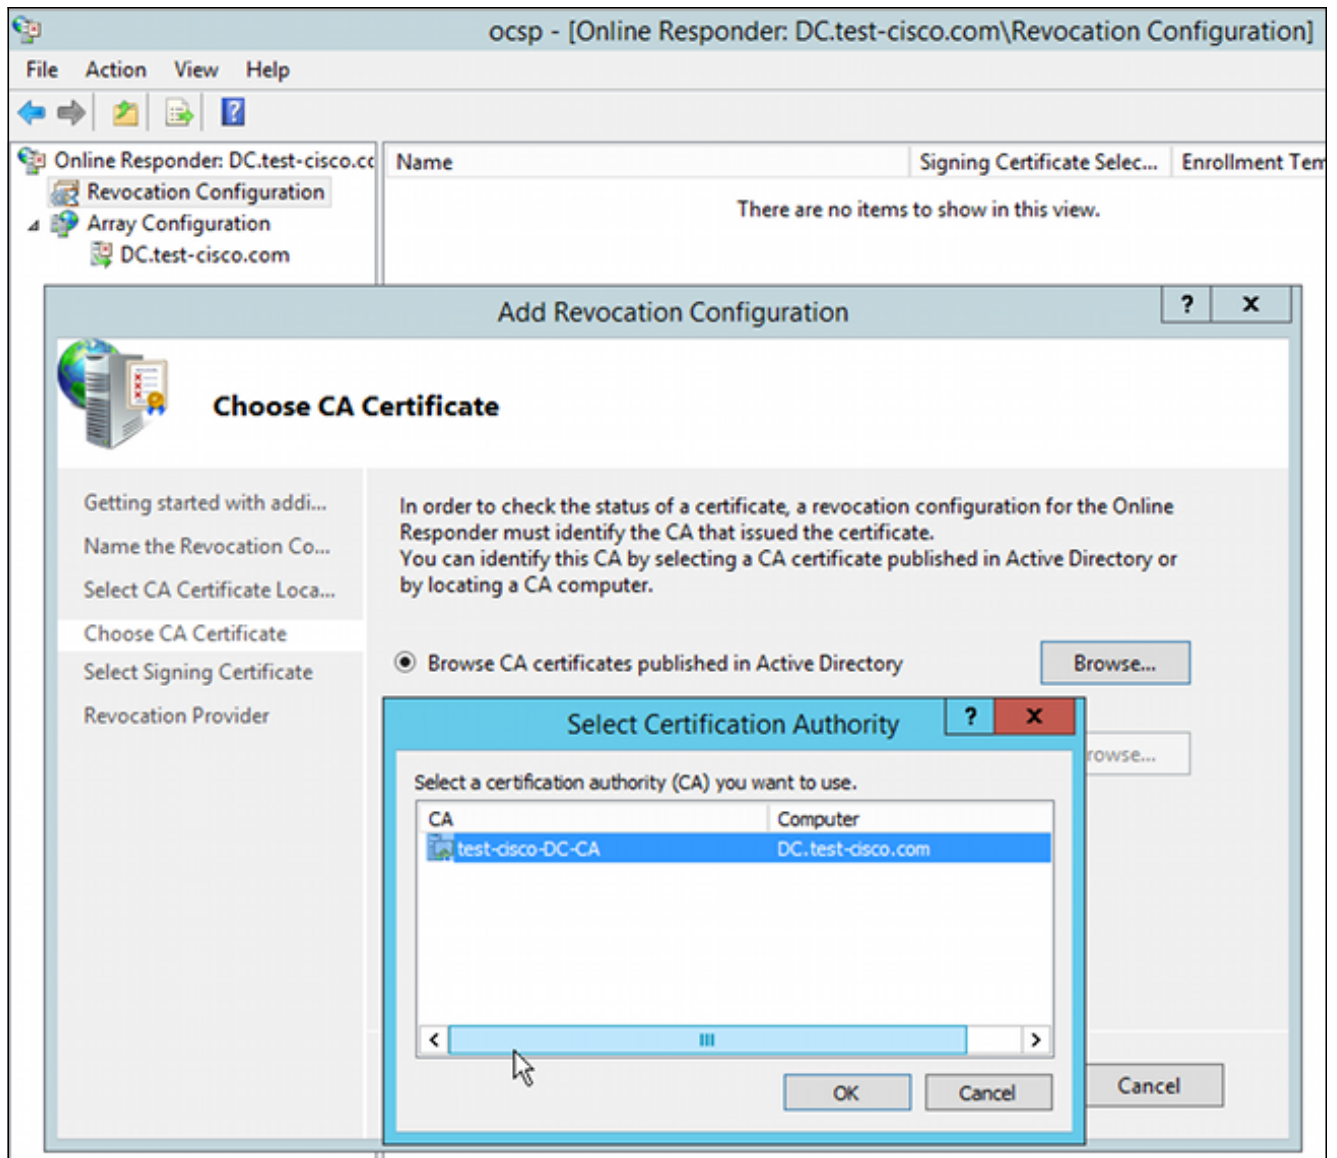 ocsp - [Online Responder: DC.test-cisco.com\Revocation Configuration]
File Action View Help
Online Responder: DC.test-cisco.cc
Name Signing Certificate Selec... Enrollment Tem
Revocation Configuration
There are no items to show in this view.
Array Configuration
DC.test-cisco.com
Add Revocation Configuration
Choose CA Certificate
Getting started with addi...
Name the Revocation Co...
Select CA Certificate Loca...
Choose CA Certificate
Select Signing Certificate
Revocation Provider
In order to check the status of a certificate, a revocation configuration for the Online
Responder must identify the CA that issued the certificate.
You can identify this CA by selecting a CA certificate published in Active Directory or
by locating a CA computer.
Browse CA certificates published in Active Directory Browse...
Select Certification Authority
rowse...
Select a certification authority (CA) you want to use.
CA Computer
test-cisco-DC-CA DC.test-cisco.com
OK Cancel
Cancel